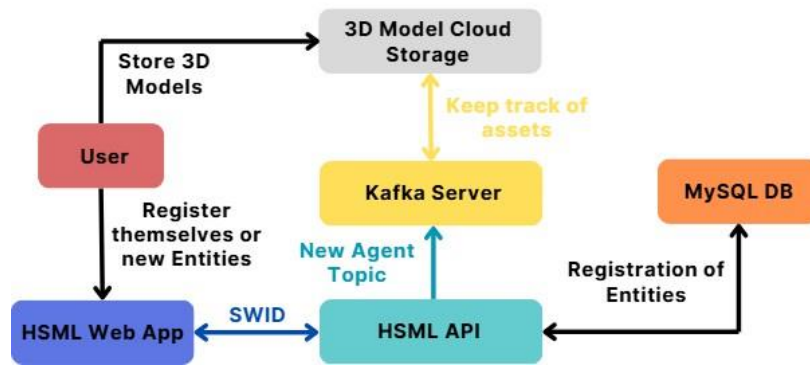 3D Model Cloud
Storage
Store 3D
Models
Keep track of
assets
User
Kafka Server
MySQL DB
Register
themselves or
new Entities
New Agent
Topic
Registration of
Entities
HSML Web App
SWID
HSML API